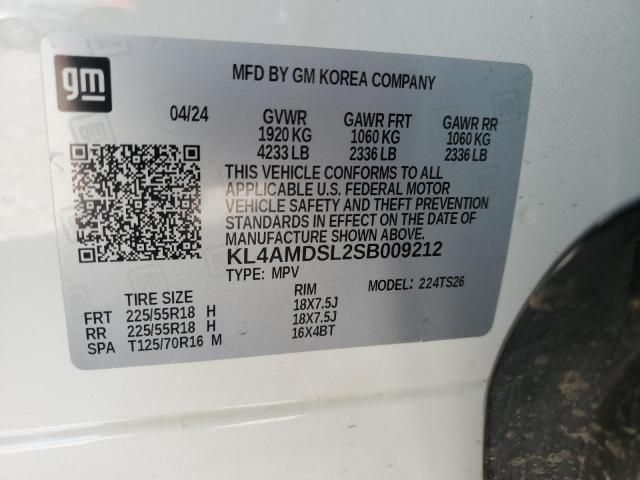 gm
MFD BY GM KOREA COMPANY
04/24 GVWR GAWR FRT GAWR RR
1920 KG 1060 KG 1060 KG
4233 LB 2336 LB 2336 LB
THIS VEHICLE CONFORMS TO ALL
APPLICABLE U.S. FEDERAL MOTOR
VEHICLE SAFETY AND THEFT PREVENTION
STANDARDS IN EFFECT ON THE DATE OF
MANUFACTURE SHOWN ABOVE.
KL4AMDSL2SB009212
TYPE: MPV MODEL: 224TS26
TIRE SIZE RIM
FRT 225/55R18 H 18X7.5J
RR 225/55R18 H 18X7.5J
SPA T125/70R16 M 16X4BT